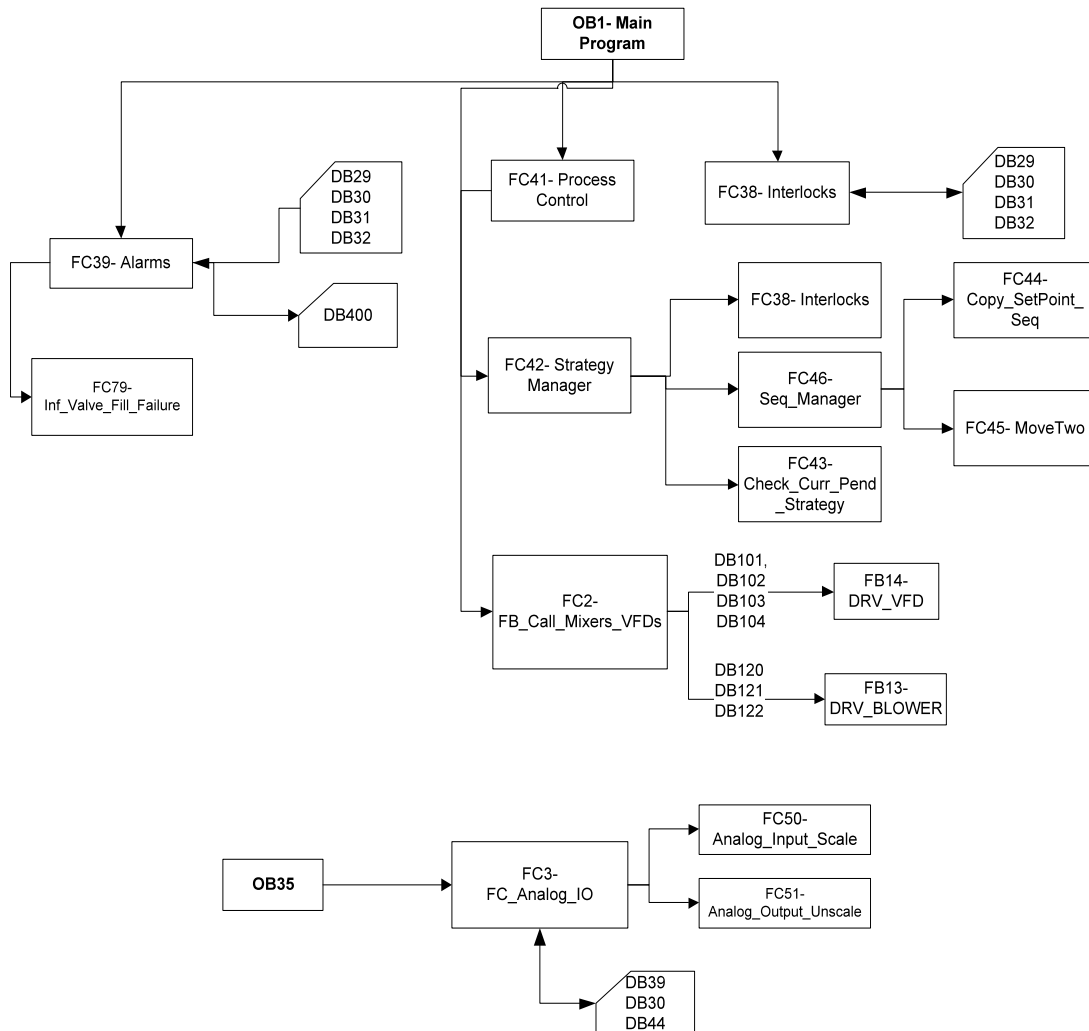 OB1- Main
Program
DB29
DB30
DB31
DB32
FC41- Process
Control
FC38- Interlocks
DB29
DB30
DB31
DB32
FC39- Alarms
DB400
FC79-
Inf_Valve_Fill_Failure
FC42- Strategy
Manager
FC38- Interlocks
FC44-
Copy_SetPoint_
Seq
FC46-
Seq_Manager
FC45- MoveTwo
FC43-
Check_Curr_Pend
_Strategy
FC2-
FB_Call_Mixers_VFDs
DB101,
DB102
DB103
DB104
FB14-
DRV_VFD
DB120
DB121
DB122
FB13-
DRV_BLOWER
OB35
FC3-
FC_Analog_IO
FC50-
Analog_Input_Scale
FC51-
Analog_Output_Unscale
DB39
DB30
DB44